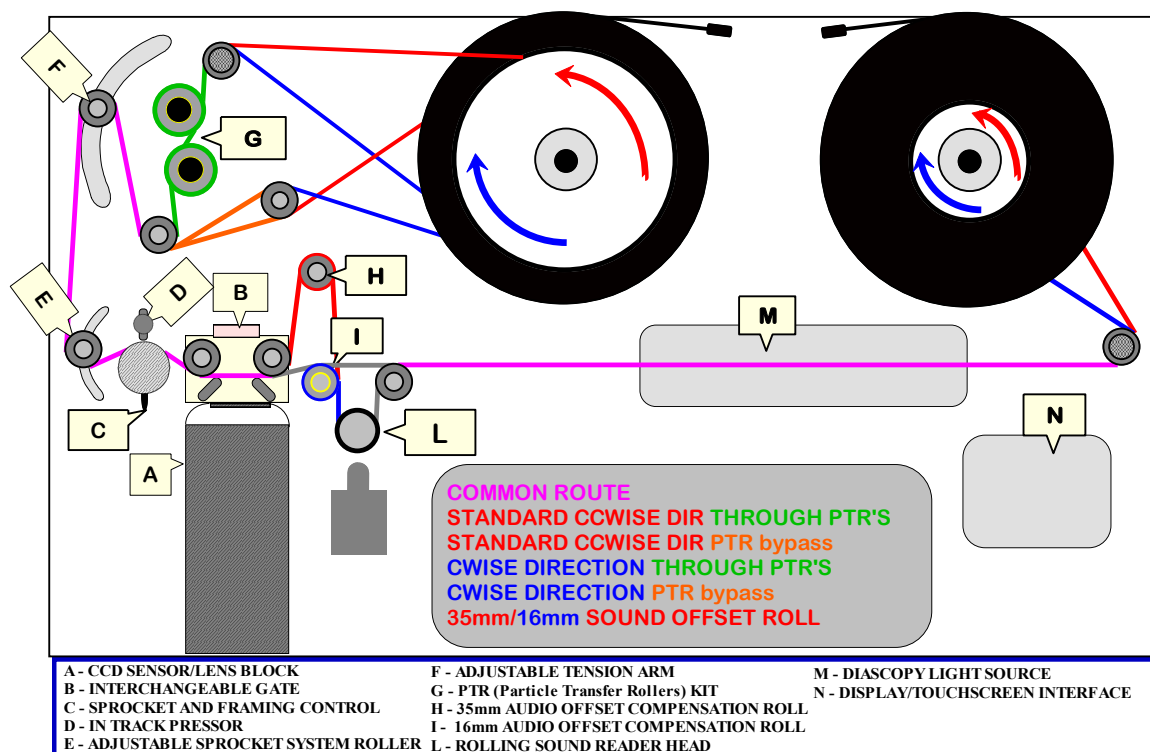 F
G
D
E
B
H
I
M
C
L
N
A
COMMON ROUTE
STANDARD CCWISE DIR THROUGH PTR'S
STANDARD CCWISE DIR PTR bypass
CWISE DIRECTION THROUGH PTR'S
CWISE DIRECTION PTR bypass
35mm/16mm SOUND OFFSET ROLL
A - CCD SENSOR/LENS BLOCK
B - INTERCHANGEABLE GATE
C - SPROCKET AND FRAMING CONTROL
D - IN TRACK PRESSOR
E - ADJUSTABLE SPROCKET SYSTEM ROLLER
F - ADJUSTABLE TENSION ARM
G - PTR (Particle Transfer Rollers) KIT
H - 35mm AUDIO OFFSET COMPENSATION ROLL
I - 16mm AUDIO OFFSET COMPENSATION ROLL
L - ROLLING SOUND READER HEAD
M - DIASCOPY LIGHT SOURCE
N - DISPLAY/TOUCHSCREEN INTERFACE